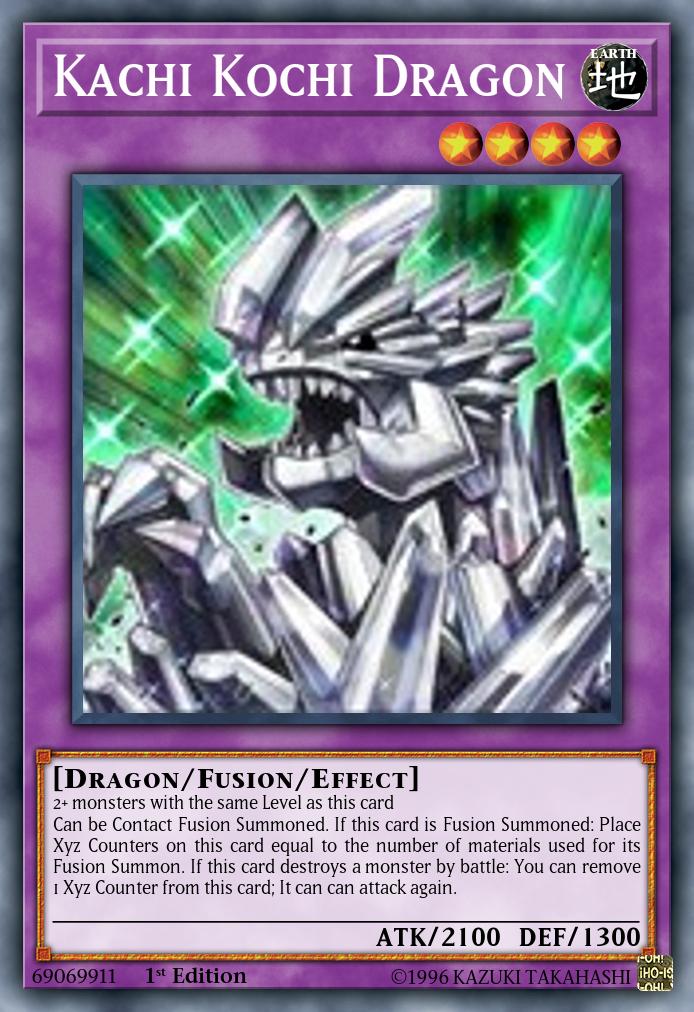 KACHI KOCHI DRAGON
EARTH
地
[DRAGON/FUSION/EFFECT]
2+ monsters with the same Level as this card
Can be Contact Fusion Summoned. If this card is Fusion Summoned: Place
Xyz Counters on this card equal to the number of materials used for its
Fusion Summon. If this card destroys a monster by battle: You can remove
1 Xyz Counter from this card; It can can attack again.
ATK/2100 DEF/1300
69069911 1st Edition ©1996 KAZUKI TAKAHASHI